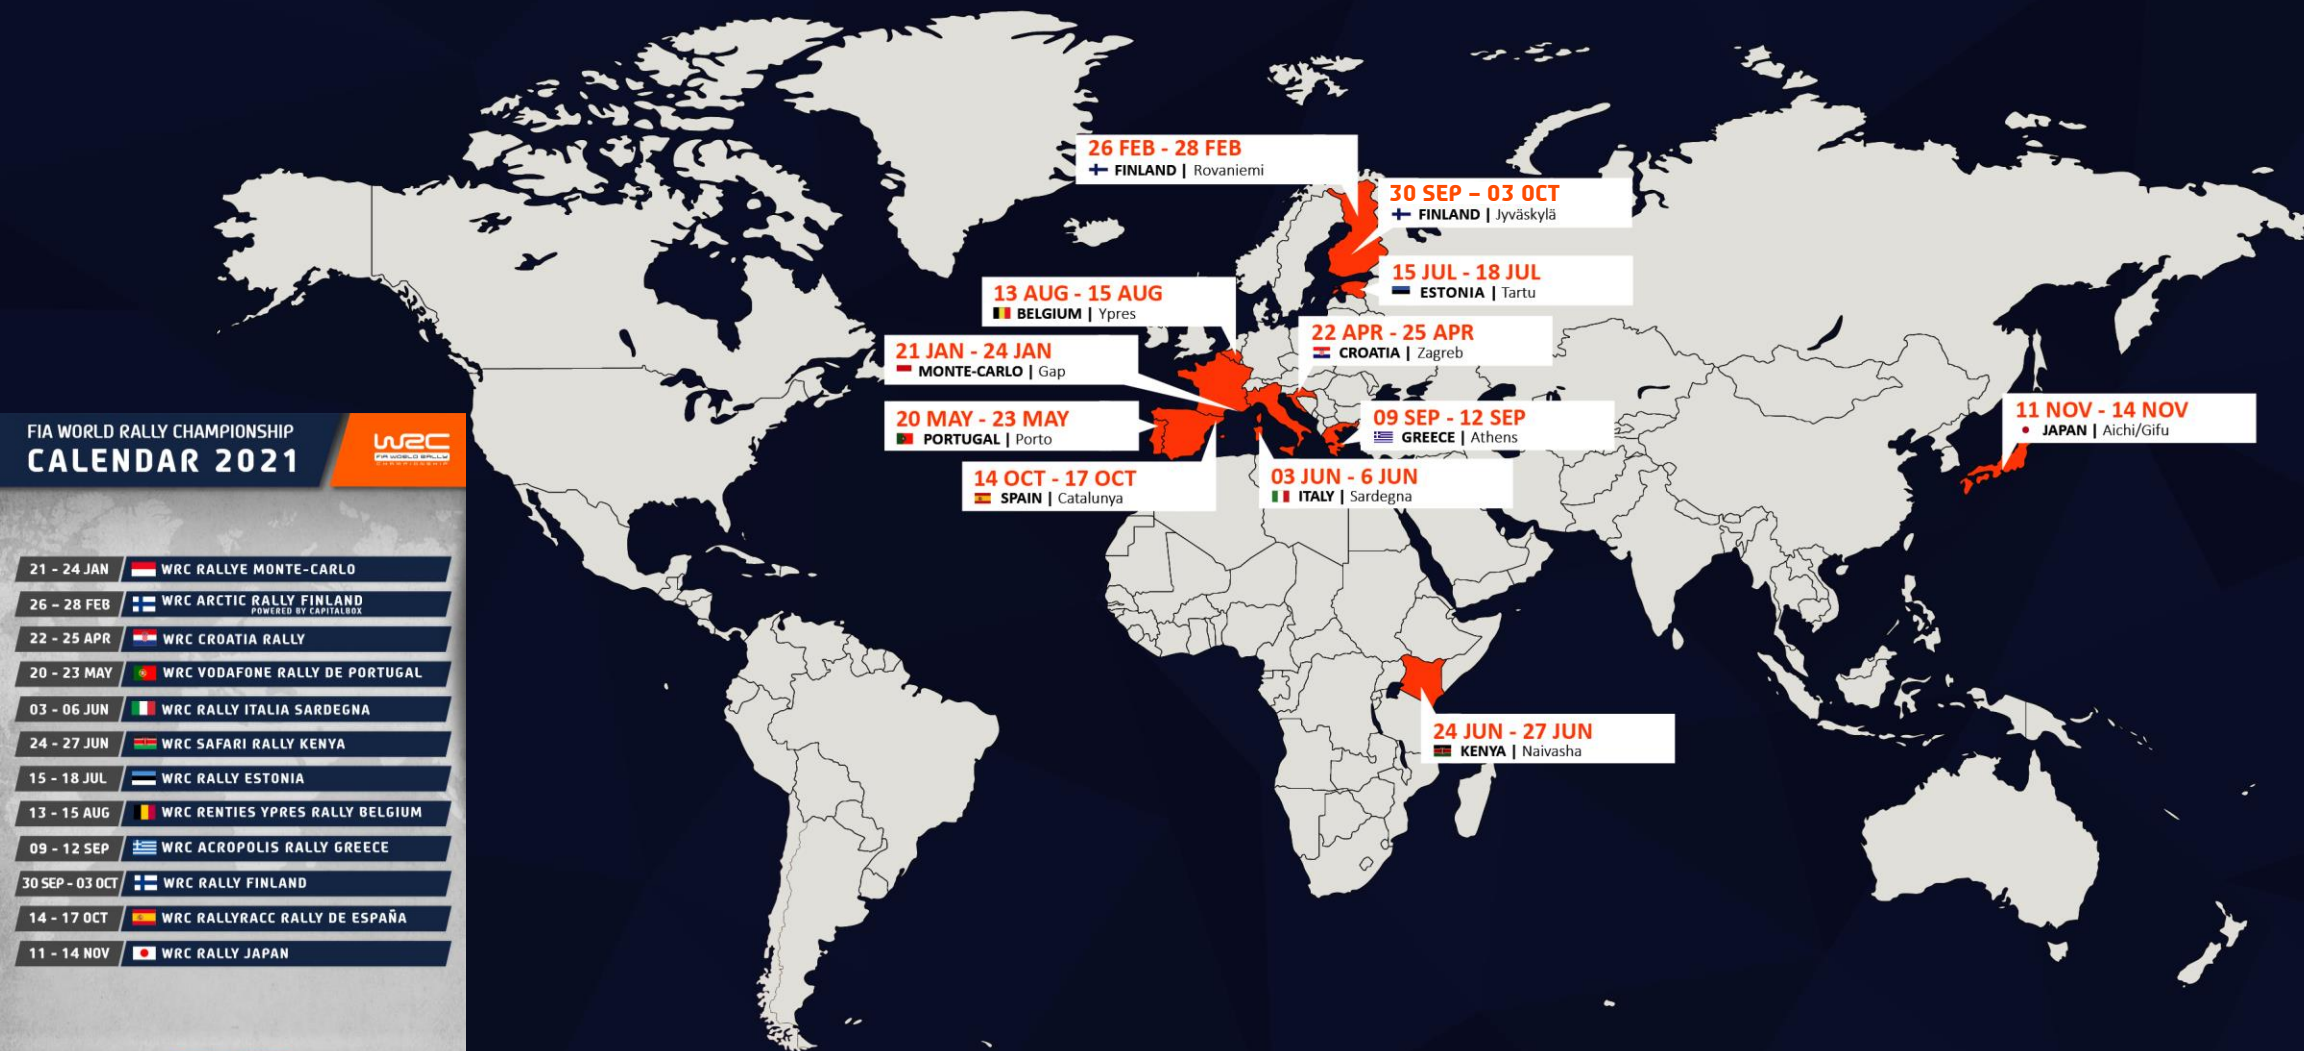 26 FEB - 28 FEB
FINLAND | Rovaniemi
30 SEP – 03 OCT
FINLAND | Jyväskylä
15 JUL - 18 JUL
ESTONIA | Tartu
13 AUG - 15 AUG
BELGIUM | Ypres
22 APR - 25 APR
CROATIA | Zagreb
21 JAN - 24 JAN
MONTE-CARLO | Gap
20 MAY - 23 MAY
PORTUGAL | Porto
09 SEP - 12 SEP
GREECE | Athens
11 NOV - 14 NOV
JAPAN | Aichi/Gifu
14 OCT - 17 OCT
SPAIN | Catalunya
03 JUN - 6 JUN
ITALY | Sardegna
24 JUN - 27 JUN
KENYA | Naivasha
FIA WORLD RALLY CHAMPIONSHIP
CALENDAR 2021
WRC
FIA WORLD RALLY
CHAMPIONSHIP
21 - 24 JAN WRC RALLYE MONTE-CARLO
26 – 28 FEB WRC ARCTIC RALLY FINLAND
POWERED BY CAPITALBOX
22 - 25 APR WRC CROATIA RALLY
20 - 23 MAY WRC VODAFONE RALLY DE PORTUGAL
03 - 06 JUN WRC RALLY ITALIA SARDEGNA
24 - 27 JUN WRC SAFARI RALLY KENYA
15 - 18 JUL WRC RALLY ESTONIA
13 - 15 AUG WRC RENTIES YPRES RALLY BELGIUM
09 - 12 SEP WRC ACROPOLIS RALLY GREECE
30 SEP - 03 OCT WRC RALLY FINLAND
14 - 17 OCT WRC RALLYRACC RALLY DE ESPAÑA
11 - 14 NOV WRC RALLY JAPAN